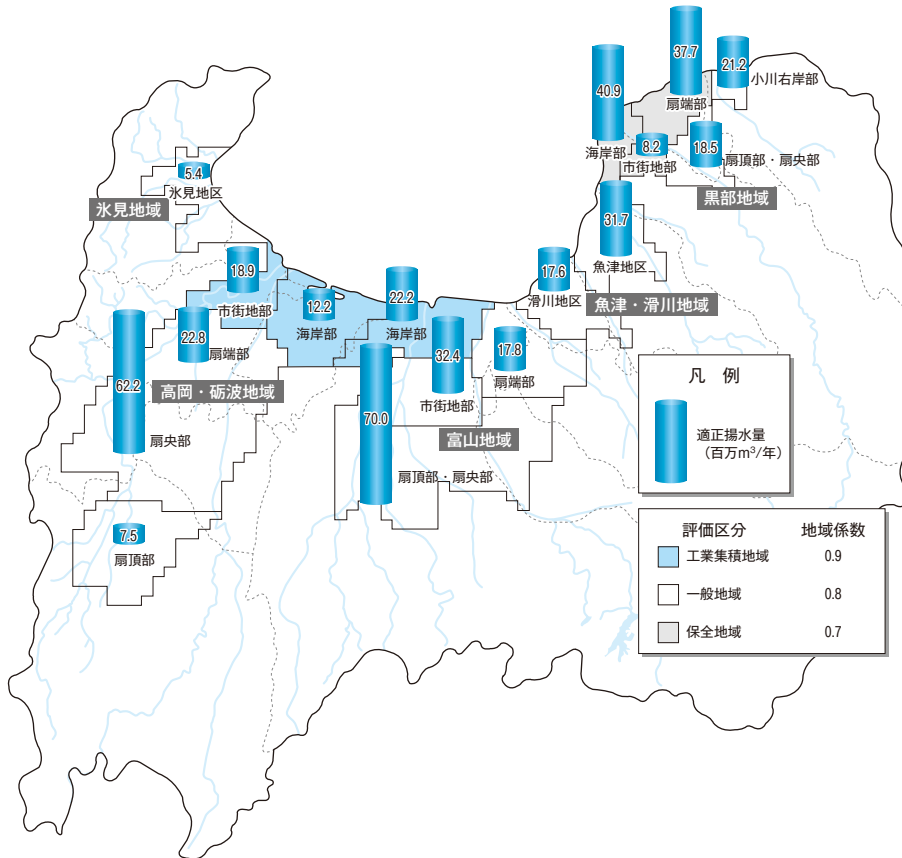 37.7
扇端部
21.2
小川右岸部
40.9
海岸部
8.2
市街地部
18.5
扇頂部・扇央部
黒部地域
5.4
氷見地区
氷見地域
31.7
魚津地区
17.6
滑川地区
魚津・滑川地域
18.9
市街地部
12.2
海岸部
22.2
海岸部
22.8
扇端部
32.4
市街地部
17.8
扇端部
62.2
扇央部
高岡・砺波地域
70.0
扇頂部・扇央部
富山地域
7.5
扇頂部
凡 例
適正揚水量
（百万m³/年）
評価区分 地域係数
工業集積地域 0.9
一般地域 0.8
保全地域 0.7